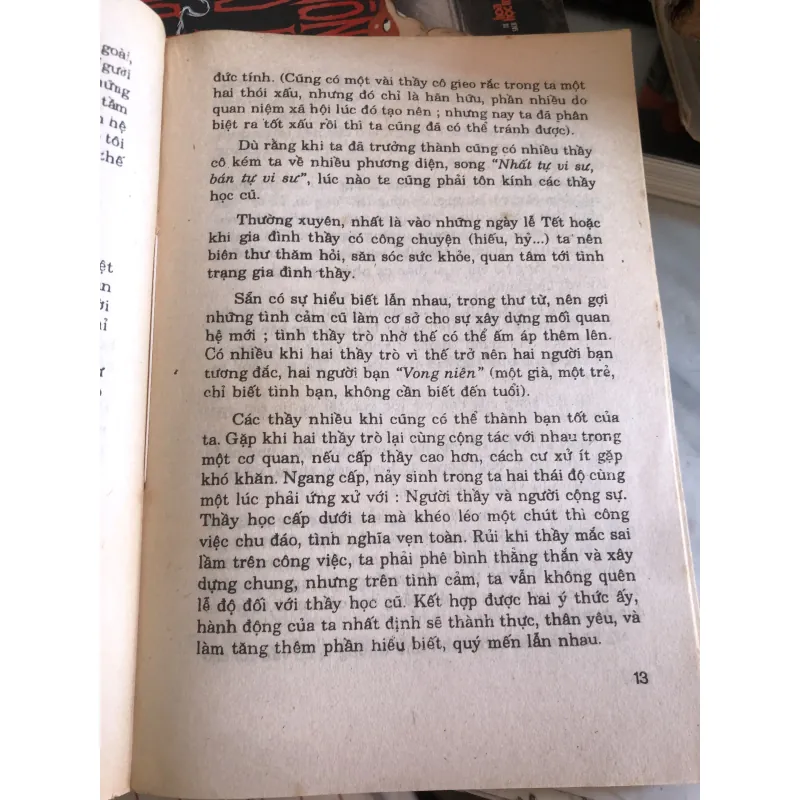 goài,
Người
hững
tầm
n hệ
tôi
chế
ệt
ản
ời
ỉ
đức tính. (Cũng có một vài thầy cô gieo rắc trong ta một
hai thói xấu, nhưng đó chỉ là hãn hữu, phần nhiều do
quan niệm xã hội lúc đó tạo nên ; nhưng nay ta đã phân
biệt ra tốt xấu rồi thì ta cũng đã có thể tránh được).
Dù rằng khi ta đã trưởng thành cũng có nhiều thầy
cô kém ta về nhiều phương diện, song “Nhất tự vi sư,
bán tự vi sư”, lúc nào ta cũng phải tôn kính các thầy
học cũ.
Thường xuyên, nhất là vào những ngày lễ Tết hoặc
khi gia đình thầy có công chuyện (hiếu, hỷ...) ta nên
biên thư thăm hỏi, săn sóc sức khỏe, quan tâm tới tình
trạng gia đình thầy.
Sẵn có sự hiểu biết lẫn nhau, trong thư từ, nên gợi
những tình cảm cũ làm cơ sở cho sự xây dựng mối quan
hệ mới ; tình thầy trò nhờ thế có thể ấm áp thêm lên.
Có nhiều khi hai thầy trò vì thế trở nên hai người bạn
tương đắc, hai người bạn “Vong niên” (một già, một trẻ,
chỉ biết tình bạn, không cần biết đến tuổi).
Các thầy nhiều khi cũng có thể thành bạn tốt của
ta. Gặp khi hai thầy trò lại cùng cộng tác với nhau trong
một cơ quan, nếu cấp thầy cao hơn, cách cư xử ít gặp
khó khăn. Ngang cấp, nảy sinh trong ta hai thái độ cùng
một lúc phải ứng xử với : Người thầy và người cộng sự.
Thầy học cấp dưới ta mà khéo léo một chút thì công
việc chu đáo, tình nghĩa vẹn toàn. Rủi khi thầy mắc sai
lầm trên công việc, ta phải phê bình thẳng thắn và xây
dựng chung, nhưng trên tình cảm, ta vẫn không quên
lễ độ đối với thầy học cũ. Kết hợp được hai ý thức ấy,
hành động của ta nhất định sẽ thành thực, thân yêu, và
làm tăng thêm phần hiểu biết, quý mến lẫn nhau.
13